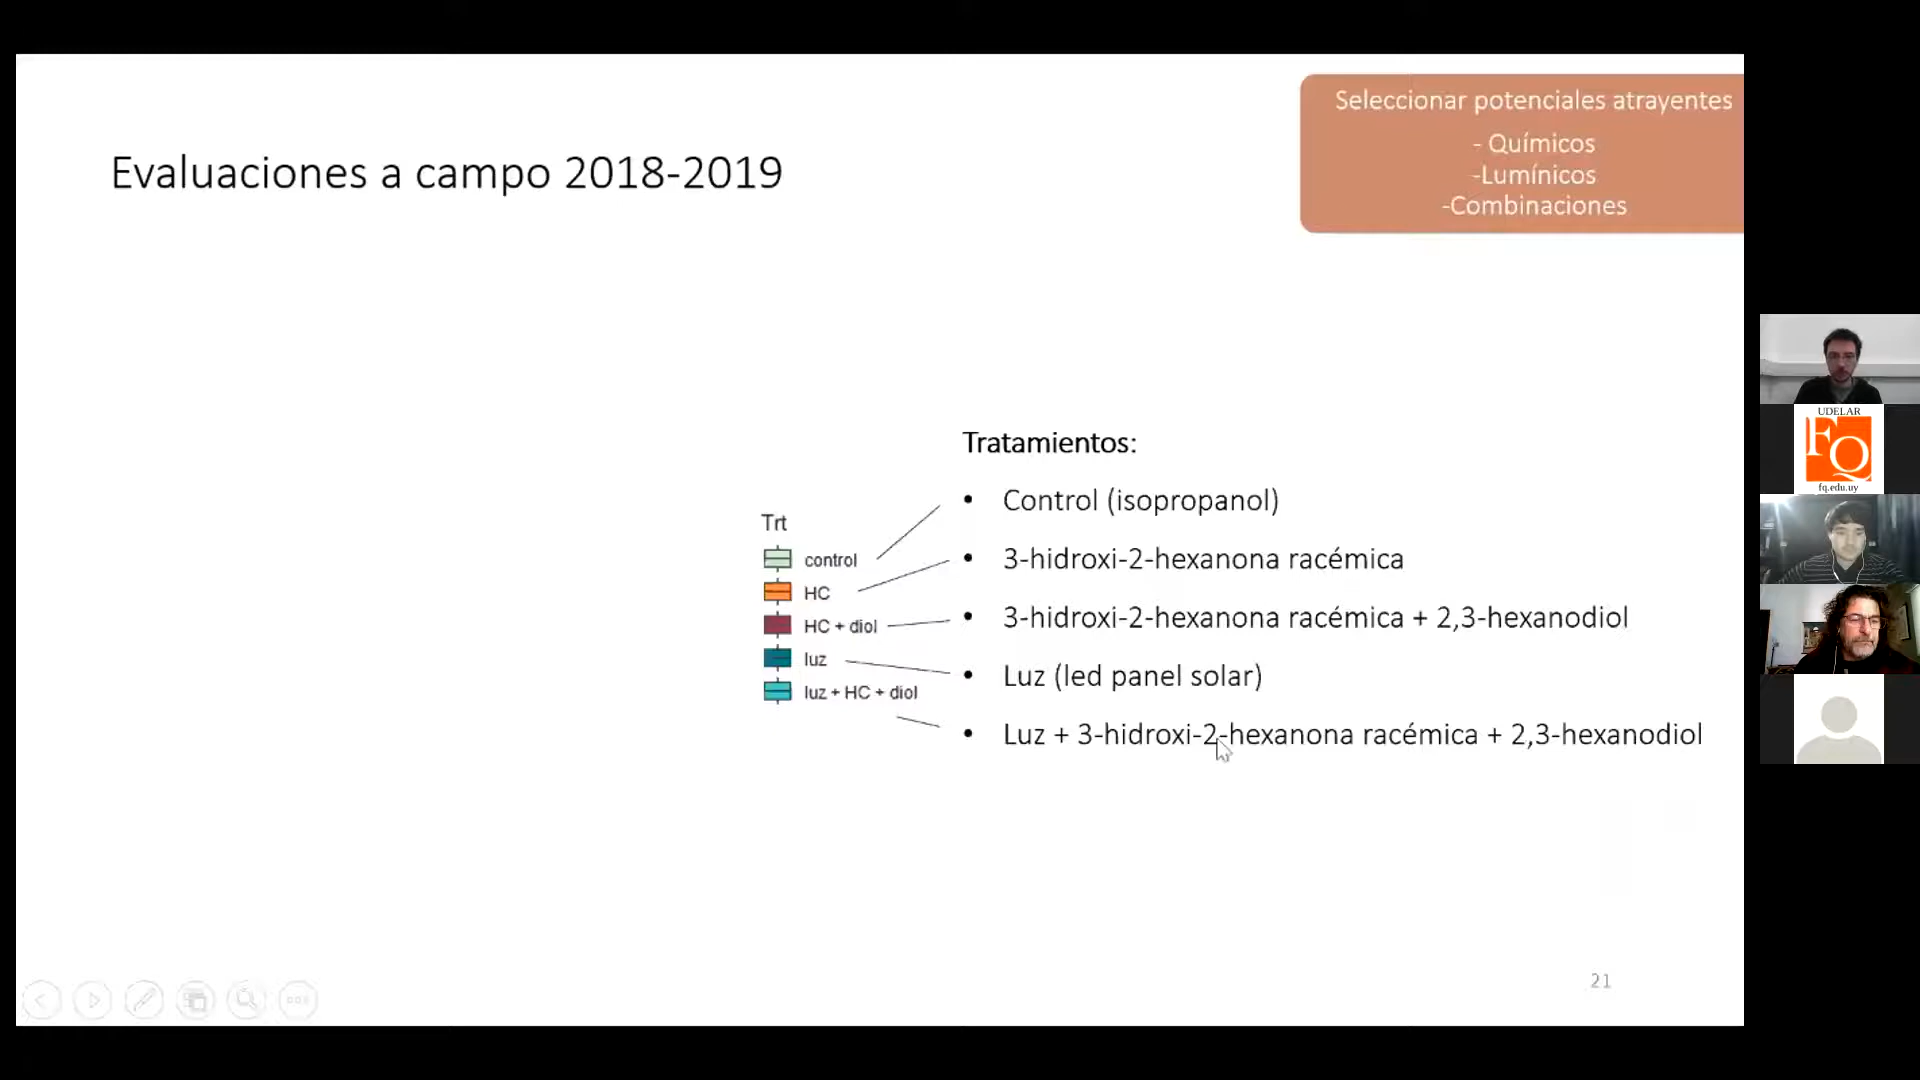 Seleccionar potenciales atrayentes
- Químicos
-Lumínicos
-Combinaciones
Evaluaciones a campo 2018-2019
Tratamientos:
• Control (isopropanol)
• 3-hidroxi-2-hexanona racémica
• 3-hidroxi-2-hexanona racémica + 2,3-hexanodiol
• Luz (led panel solar)
• Luz + 3-hidroxi-2-hexanona racémica + 2,3-hexanodiol
Trt
control
HC
HC + diol
luz
luz + HC + diol
21
UDELAR
FQ
fq.edu.uy